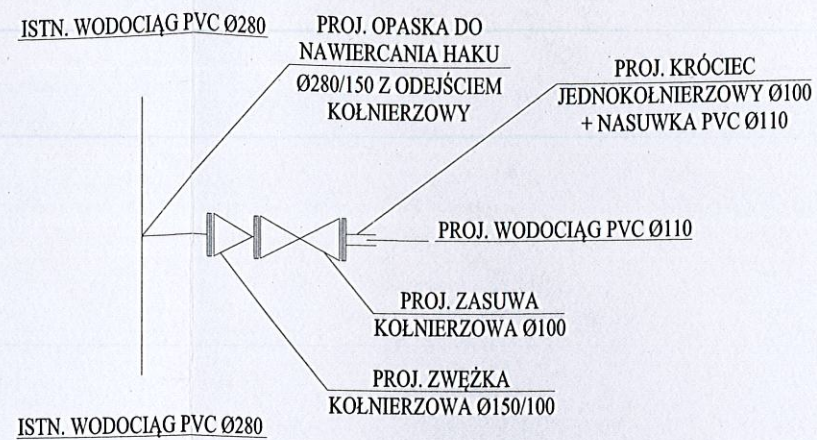 ISTN. WODOCIĄG PVC Ø280
PROJ. OPASKA DO
NAWIERCANIA HAKU
Ø280/150 Z ODEJŚCIEM
KOŁNIERZOWY
PROJ. KRÓCIEC
JEDNOKOŁNIERZOWY Ø100
+ NASUWKA PVC Ø110
PROJ. WODOCIĄG PVC Ø110
PROJ. ZASUWA
KOŁNIERZOWA Ø100
PROJ. ZWĘŻKA
KOŁNIERZOWA Ø150/100
ISTN. WODOCIĄG PVC Ø280